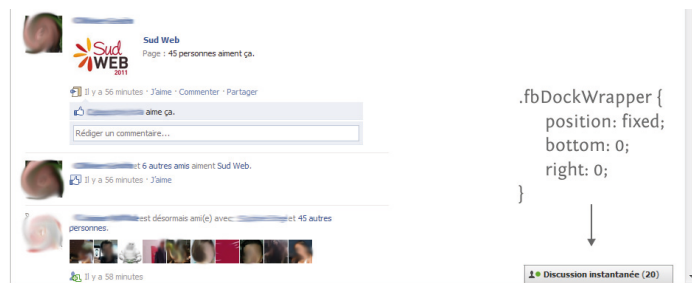 Sud Web
Sud
WEB
2011
Page : 45 personnes aiment ça.
Il y a 56 minutes · J'aime · Commenter · Partager
aime ça.
Rédiger un commentaire...
et 6 autres amis aiment Sud Web.
Il y a 56 minutes · J'aime
est désormais ami(e) avec et 45 autres
personnes.
Il y a 58 minutes
.fbDockWrapper {
position: fixed;
bottom: 0;
right: 0;
}
Discussion instantanée (20)